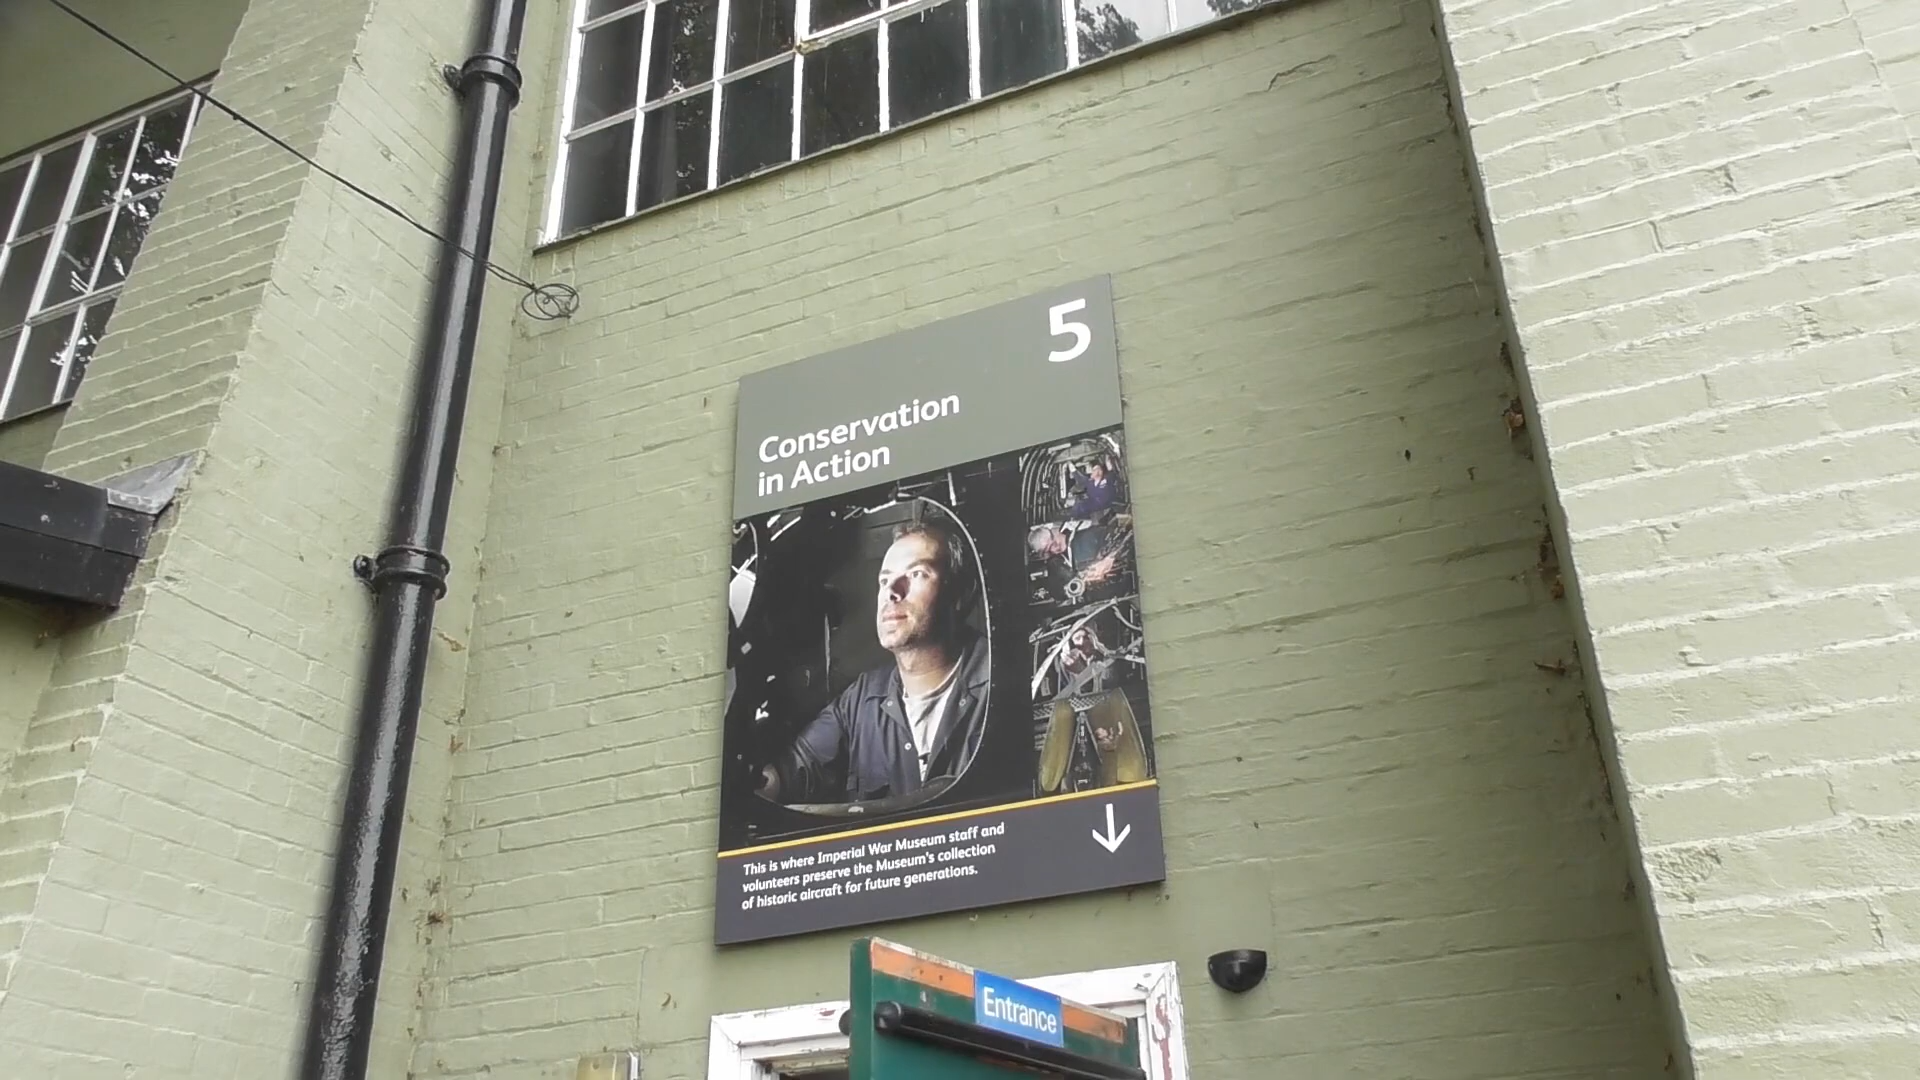 5
Conservation
in Action
This is where Imperial War Museum staff and
volunteers preserve the Museum's collection
of historic aircraft for future generations.
Entrance